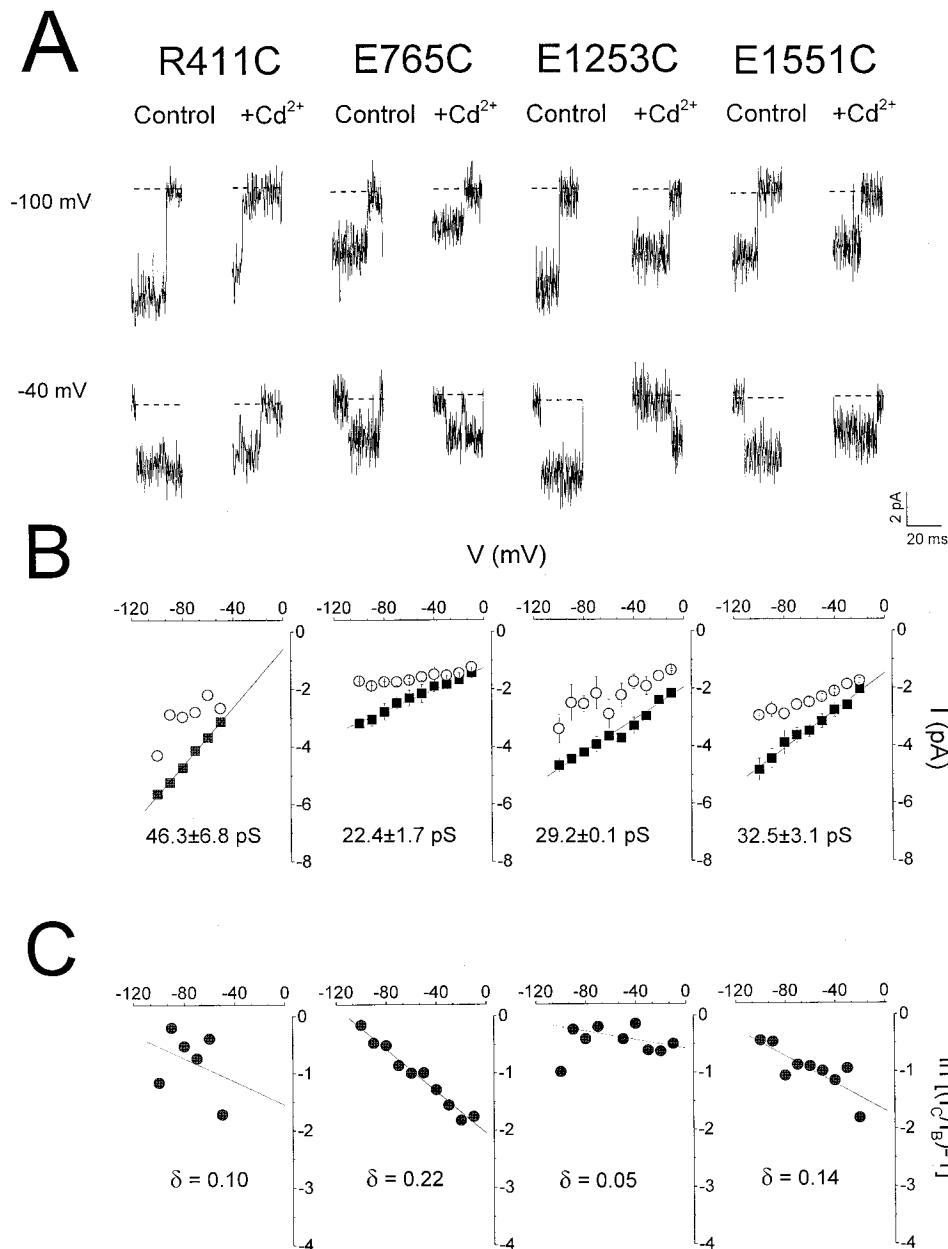 A
R411C E765C E1253C E1551C
Control +Cd²⁺ Control +Cd²⁺ Control +Cd²⁺ Control +Cd²⁺
-100 mV
-40 mV
2 pA
20 ms
B
V (mV)
-120 -80 -40 0 -120 -80 -40 0 -120 -80 -40 0 -120 -80 -40 0
0
-2
-4
-6
-8
I (pA)
46.3±6.8 pS 22.4±1.7 pS 29.2±0.1 pS 32.5±3.1 pS
C
-120 -80 -40 0 -120 -80 -40 0 -120 -80 -40 0 -120 -80 -40 0
0
-1
-2
-3
-4
δ = 0.10 δ = 0.22 δ = 0.05 δ = 0.14